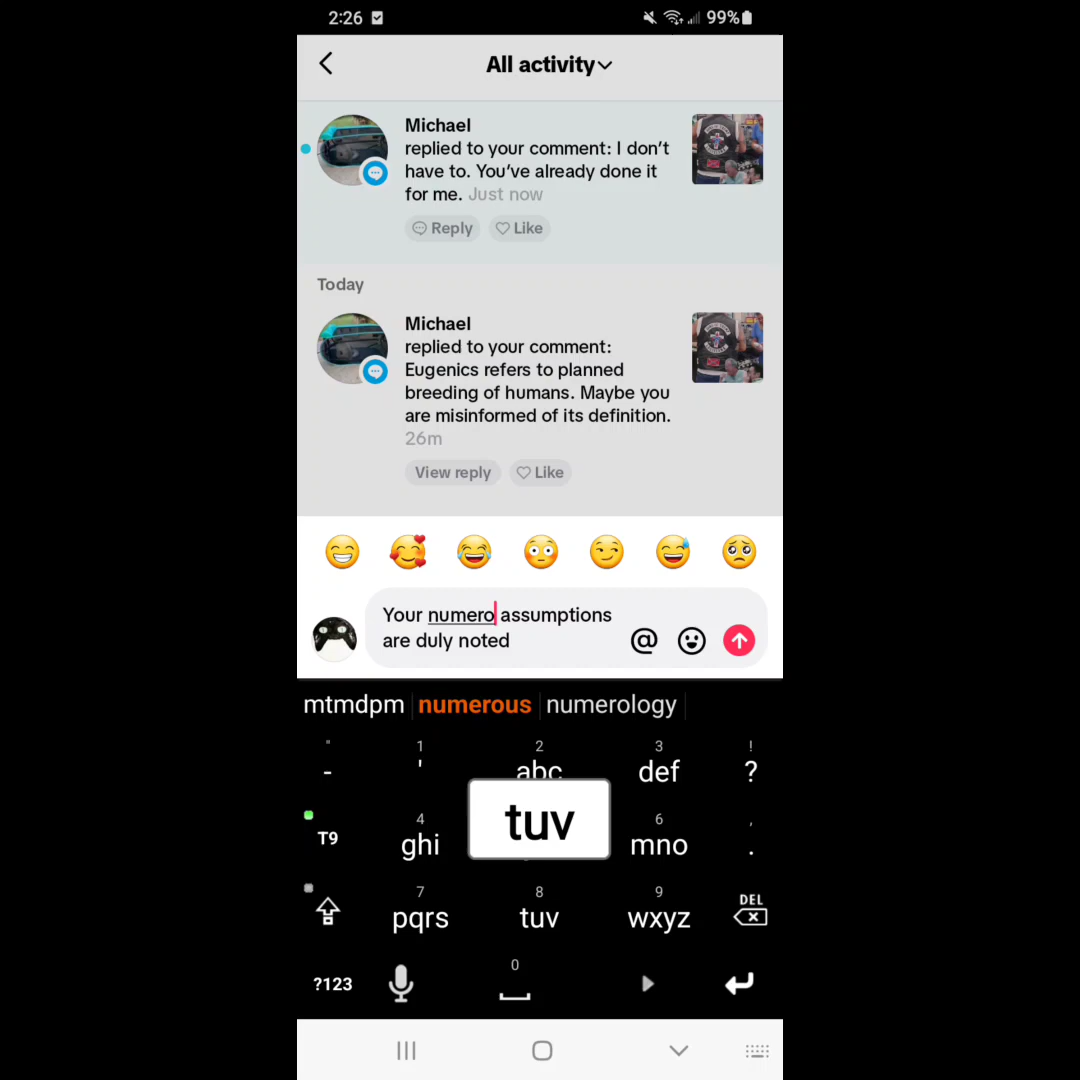 2:26
99%
All activity
Michael
replied to your comment: I don't
have to. You've already done it
for me. Just now
Reply Like
Today
Michael
replied to your comment:
Eugenics refers to planned
breeding of humans. Maybe you
are misinformed of its definition.
26m
View reply Like
Your numero assumptions
are duly noted
@
mtmdpm numerous numerology
" 1 2 3 !
- ' abc def ?
4 6 ,
T9 ghi tuv mno .
7 8 9 DEL
pqrs tuv wxyz
0
?123